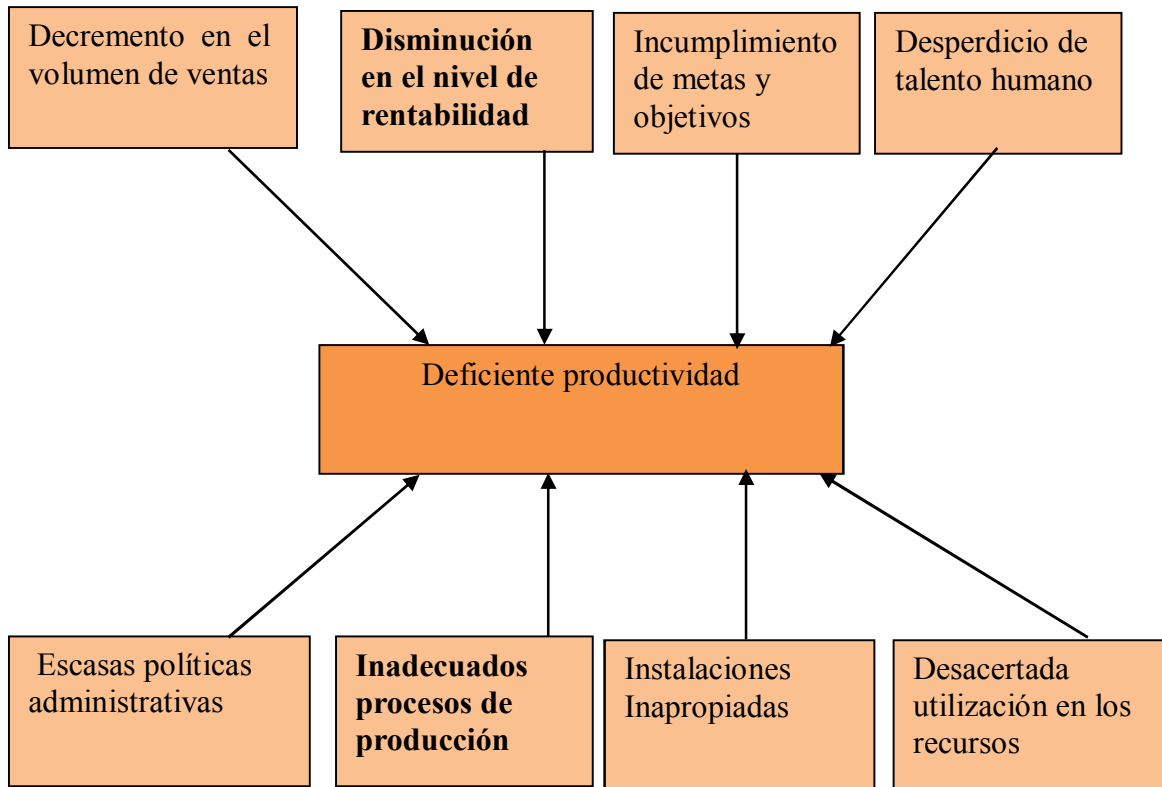 Decremento en el
volumen de ventas
Disminución
en el nivel de
rentabilidad
Incumplimiento
de metas y
objetivos
Desperdicio de
talento humano
Deficiente productividad
Escasas políticas
administrativas
Inadecuados
procesos de
producción
Instalaciones
Inapropiadas
Desacertada
utilización en los
recursos